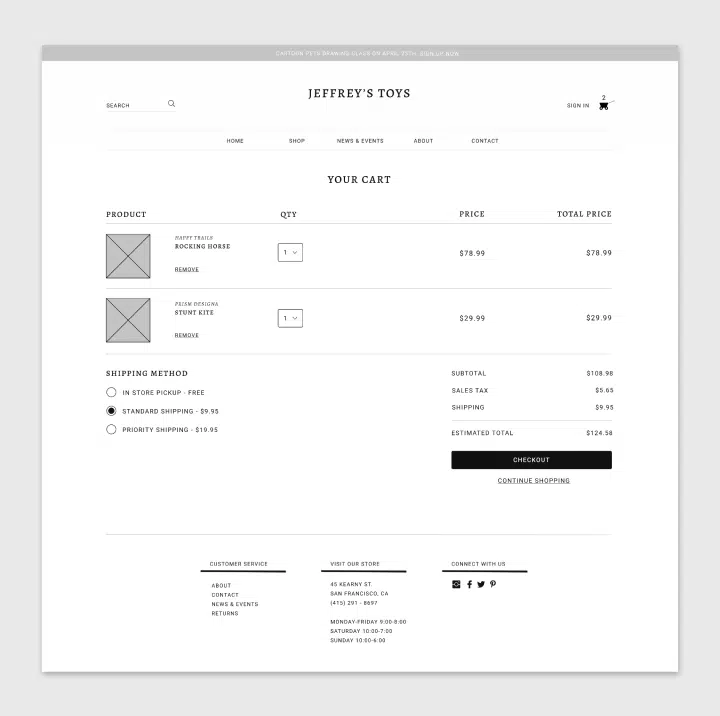 CARTOON PETS DRAWING CLASS ON APRIL 27TH. SIGN UP NOW
JEFFREY'S TOYS
SEARCH
SIGN IN
2
HOME SHOP NEWS & EVENTS ABOUT CONTACT
YOUR CART
PRODUCT QTY PRICE TOTAL PRICE
HAPPY TRAILS
ROCKING HORSE
1 $78.99 $78.99
REMOVE
PRISM DESIGNA
STUNT KITE
1 $29.99 $29.99
REMOVE
SHIPPING METHOD
IN STORE PICKUP - FREE
STANDARD SHIPPING - $9.95
PRIORITY SHIPPING - $19.95
SUBTOTAL $108.98
SALES TAX $5.65
SHIPPING $9.95
ESTIMATED TOTAL $124.58
CHECKOUT
CONTINUE SHOPPING
CUSTOMER SERVICE
ABOUT
CONTACT
NEWS & EVENTS
RETURNS
VISIT OUR STORE
45 KEARNY ST.
SAN FRANCISCO, CA
(415) 291 - 8697
MONDAY-FRIDAY 9:00-8:00
SATURDAY 10:00-7:00
SUNDAY 10:00-6:00
CONNECT WITH US